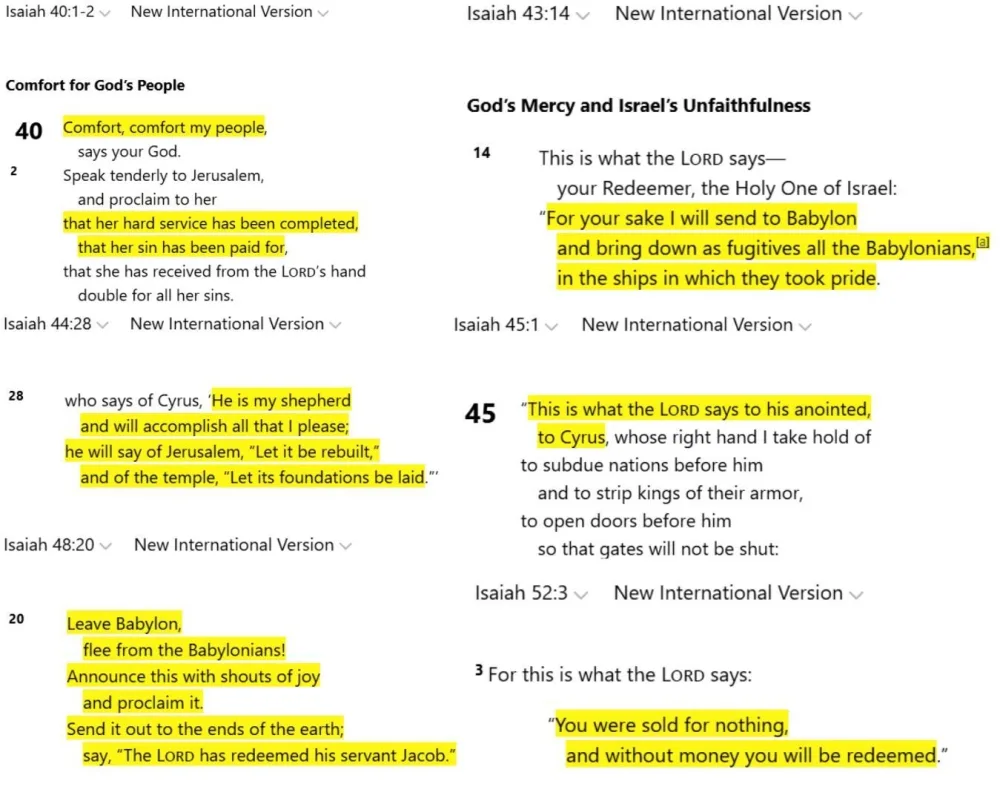 Isaiah 40:1-2 New International Version
Comfort for God's People
40 Comfort, comfort my people,
says your God.
2 Speak tenderly to Jerusalem,
and proclaim to her
that her hard service has been completed,
that her sin has been paid for,
that she has received from the LORD's hand
double for all her sins.
Isaiah 43:14 New International Version
God's Mercy and Israel's Unfaithfulness
14 This is what the LORD says—
your Redeemer, the Holy One of Israel:
“For your sake I will send to Babylon
and bring down as fugitives all the Babylonians,[a]
in the ships in which they took pride.
Isaiah 44:28 New International Version
28 who says of Cyrus, ‘He is my shepherd
and will accomplish all that I please;
he will say of Jerusalem, “Let it be rebuilt,”
and of the temple, “Let its foundations be laid.”’
Isaiah 45:1 New International Version
45 “This is what the LORD says to his anointed,
to Cyrus, whose right hand I take hold of
to subdue nations before him
and to strip kings of their armor,
to open doors before him
so that gates will not be shut:
Isaiah 48:20 New International Version
20 Leave Babylon,
flee from the Babylonians!
Announce this with shouts of joy
and proclaim it.
Send it out to the ends of the earth;
say, “The LORD has redeemed his servant Jacob.”
Isaiah 52:3 New International Version
3 For this is what the LORD says:
“You were sold for nothing,
and without money you will be redeemed.”